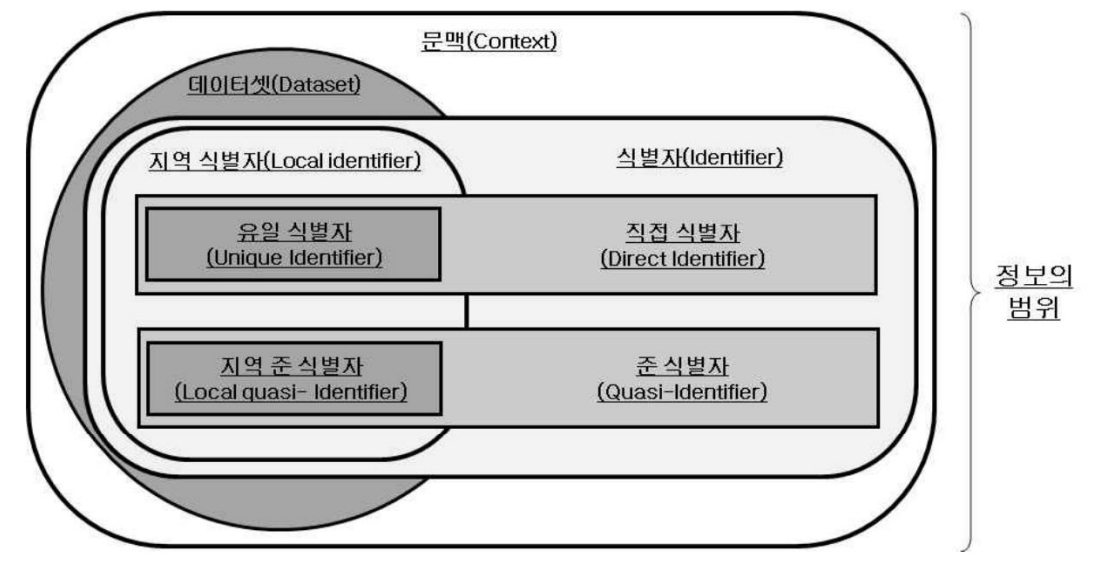 문맥(Context)
데이터셋(Dataset)
지역 식별자(Local identifier)
식별자(Identifier)
유일 식별자
(Unique Identifier)
직접 식별자
(Direct Identifier)
지역 준 식별자
(Local quasi- Identifier)
준 식별자
(Quasi-Identifier)
정보의
범위